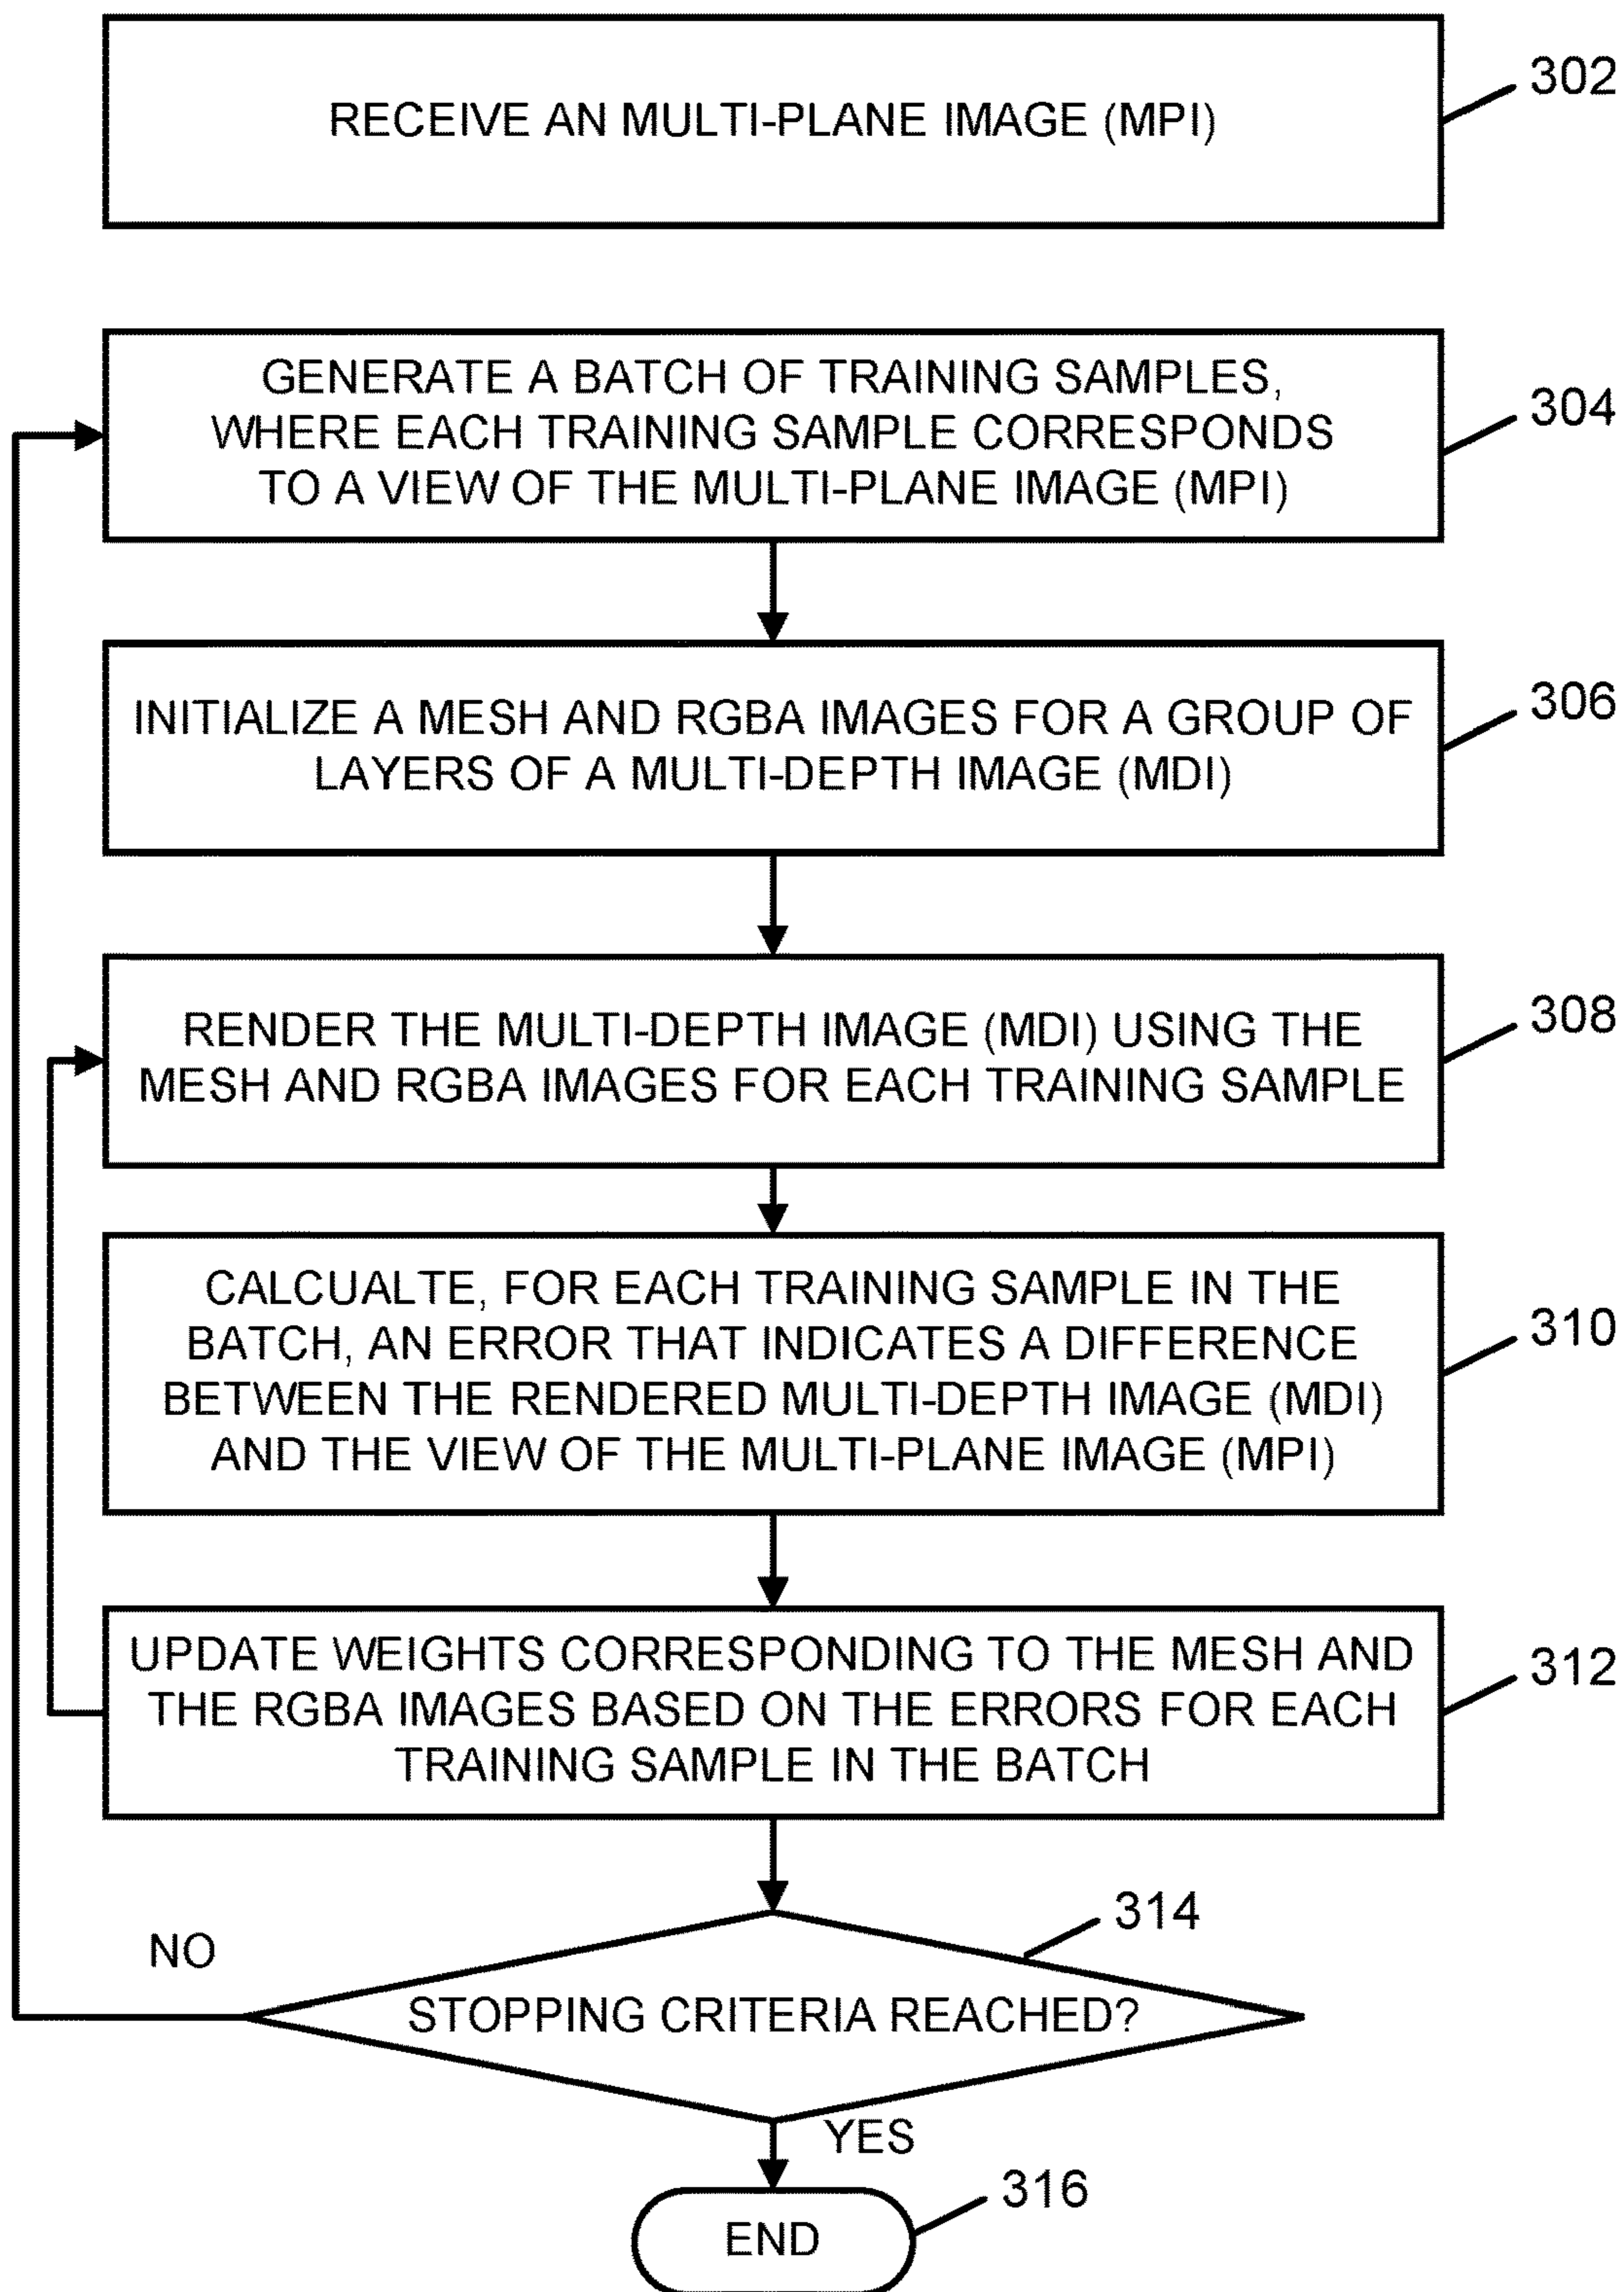 RECEIVE AN MULTI-PLANE IMAGE (MPI)
302
GENERATE A BATCH OF TRAINING SAMPLES,
WHERE EACH TRAINING SAMPLE CORRESPONDS
TO A VIEW OF THE MULTI-PLANE IMAGE (MPI)
304
INITIALIZE A MESH AND RGBA IMAGES FOR A GROUP OF
LAYERS OF A MULTI-DEPTH IMAGE (MDI)
306
RENDER THE MULTI-DEPTH IMAGE (MDI) USING THE
MESH AND RGBA IMAGES FOR EACH TRAINING SAMPLE
308
CALCUALTE, FOR EACH TRAINING SAMPLE IN THE
BATCH, AN ERROR THAT INDICATES A DIFFERENCE
BETWEEN THE RENDERED MULTI-DEPTH IMAGE (MDI)
AND THE VIEW OF THE MULTI-PLANE IMAGE (MPI)
310
UPDATE WEIGHTS CORRESPONDING TO THE MESH AND
THE RGBA IMAGES BASED ON THE ERRORS FOR EACH
TRAINING SAMPLE IN THE BATCH
312
314
NO
STOPPING CRITERIA REACHED?
YES
316
END